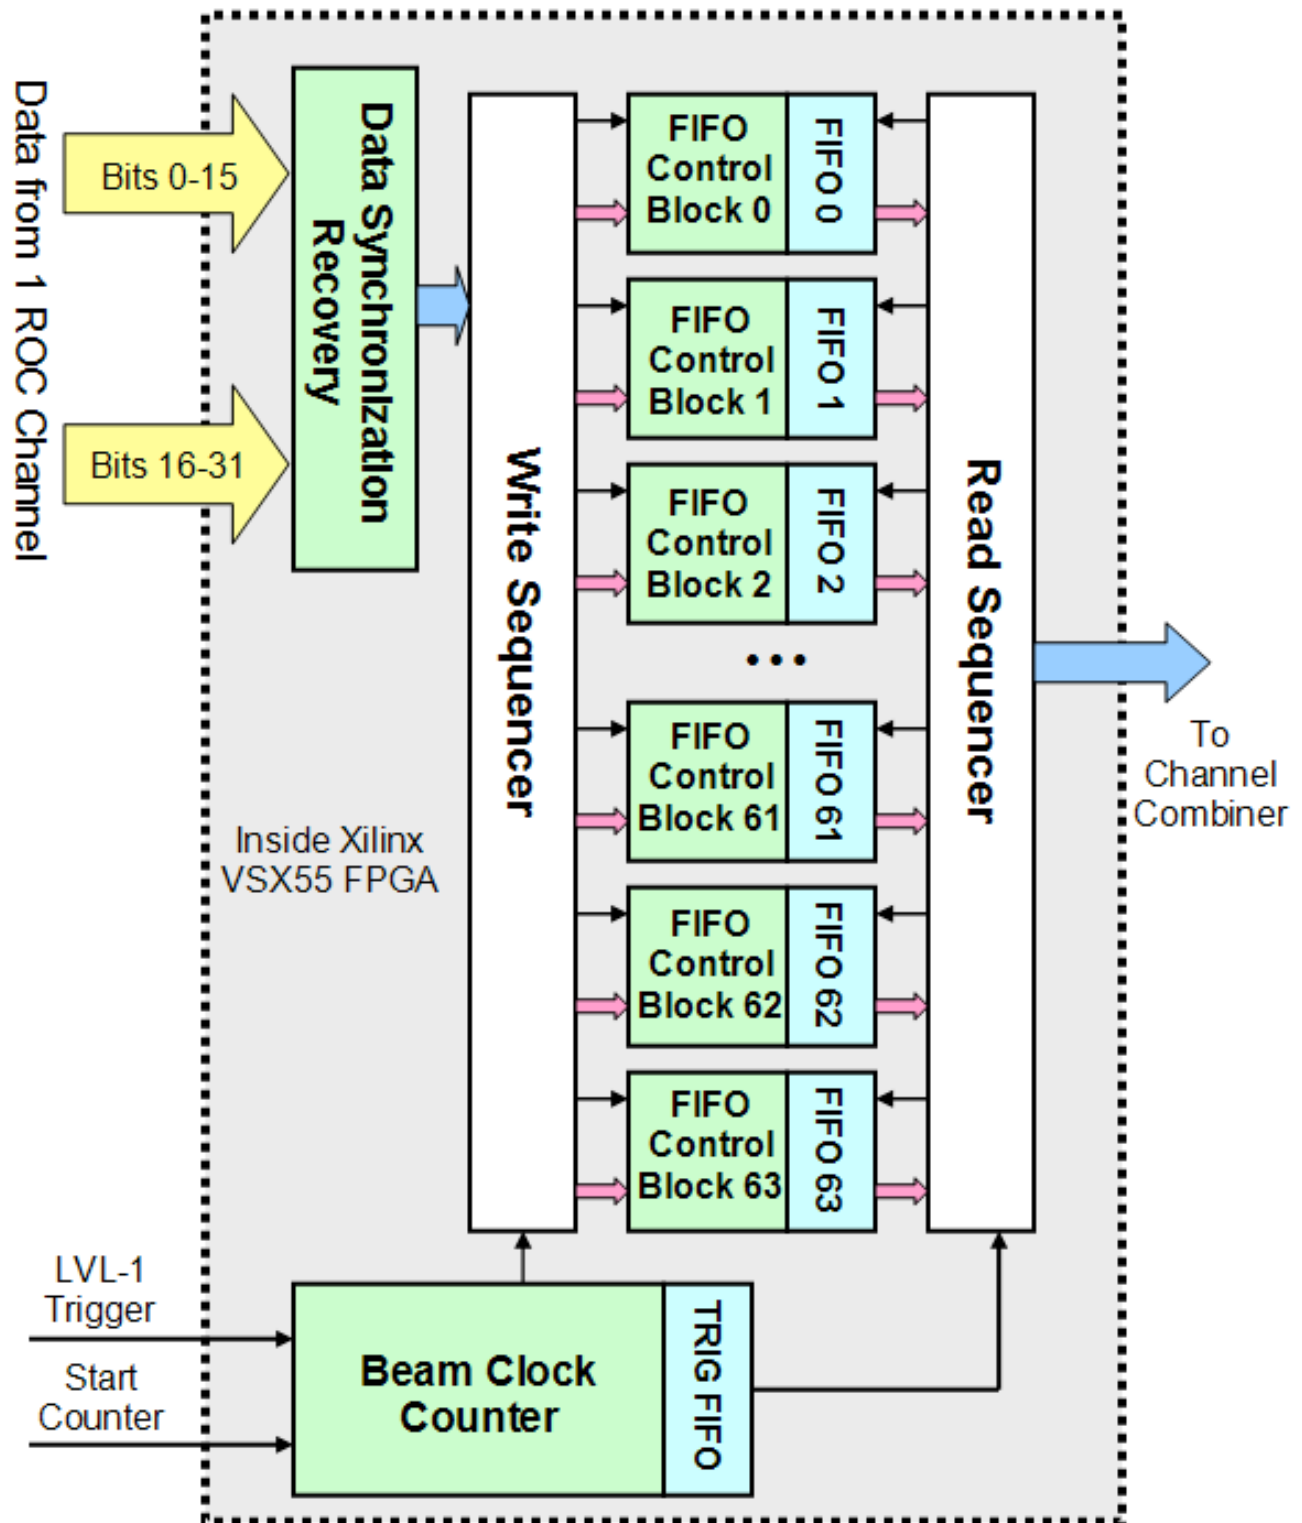 Data from 1 ROC Channel
Bits 0-15
Bits 16-31
Data SynchronIzation
Recovery
Write Sequencer
FIFO
Control
Block 0
FIFO 0
FIFO
Control
Block 1
FIFO 1
FIFO
Control
Block 2
FIFO 2
•••
FIFO
Control
Block 61
FIFO 61
FIFO
Control
Block 62
FIFO 62
FIFO
Control
Block 63
FIFO 63
Read Sequencer
To
Channel
Combiner
Inside Xilinx
VSX55 FPGA
LVL-1
Trigger
Start
Counter
Beam Clock
Counter
TRIG FIFO